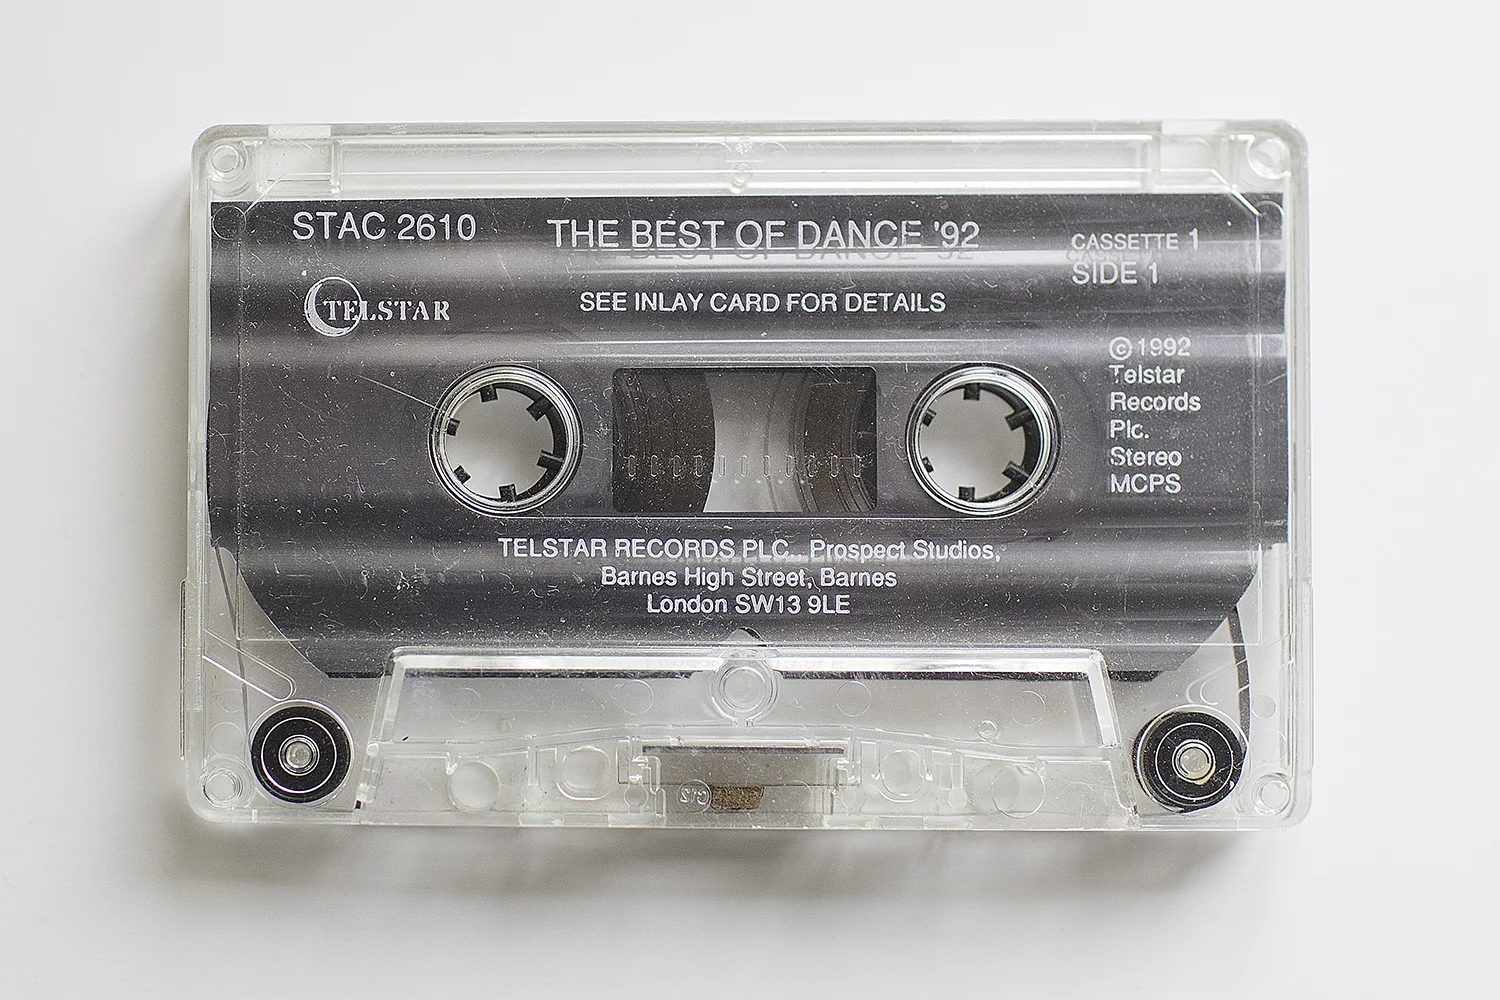 STAC 2610
THE BEST OF DANCE '92
CASSETTE 1
SIDE 1
TELSTAR
SEE INLAY CARD FOR DETAILS
© 1992
Telstar
Records
Plc.
Stereo
MCPS
TELSTAR RECORDS PLC., Prospect Studios,
Barnes High Street, Barnes
London SW13 9LE